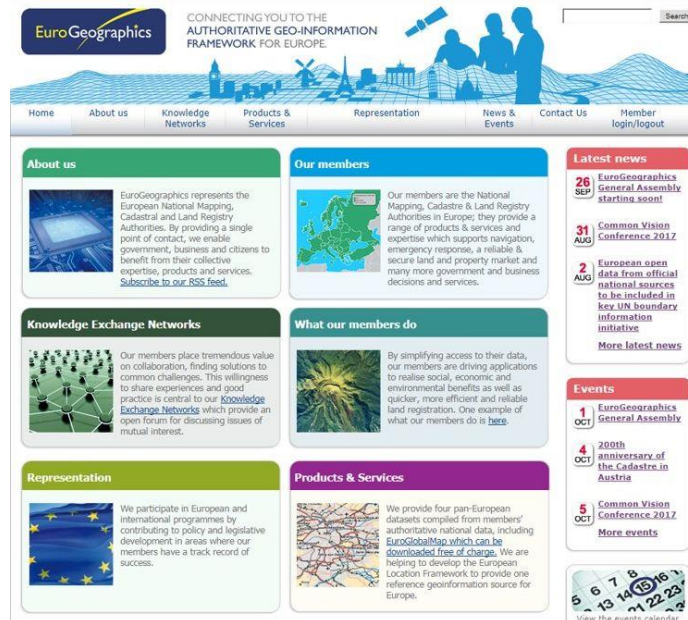 EuroGeographics
CONNECTING YOU TO THE
AUTHORITATIVE GEO-INFORMATION
FRAMEWORK FOR EUROPE.
Search
Home
About us
Knowledge
Networks
Products &
Services
Representation
News &
Events
Contact Us
Member
login/logout
About us
EuroGeographics represents the
European National Mapping,
Cadastral and Land Registry
Authorities. By providing a single
point of contact, we enable
government, business and citizens to
benefit from their collective
expertise, products and services.
Subscribe to our RSS feed.
Our members
Our members are the National
Mapping, Cadastre & Land Registry
Authorities in Europe; they provide a
range of products & services and
expertise which supports navigation,
emergency response, a reliable &
secure land and property market and
many more government and business
decisions and services.
Knowledge Exchange Networks
Our members place tremendous value
on collaboration, finding solutions to
common challenges. This willingness
to share experiences and good
practice is central to our Knowledge
Exchange Networks which provide an
open forum for discussing issues of
mutual interest.
What our members do
By simplifying access to their data,
our members are driving applications
to realise social, economic and
environmental benefits as well as
quicker, more efficient and reliable
land registration. One example of
what our members do is here.
Representation
We participate in European and
international programmes by
contributing to policy and legislative
development in areas where our
members have a track record of
success.
Products & Services
We provide four pan-European
datasets compiled from members'
authoritative national data, including
EuroGlobalMap which can be
downloaded free of charge. We are
helping to develop the European
Location Framework to provide one
reference geoinformation source for
Europe.
Latest news
26
SEP
EuroGeographics
General Assembly
starting soon!
31
AUG
Common Vision
Conference 2017
2
AUG
European open
data from official
national sources
to be included in
key UN boundary
information
initiative
More latest news
Events
1
OCT
EuroGeographics
General Assembly
4
OCT
200th
anniversary of
the Cadastre in
Austria
5
OCT
Common Vision
Conference 2017
More events
View the events calendar